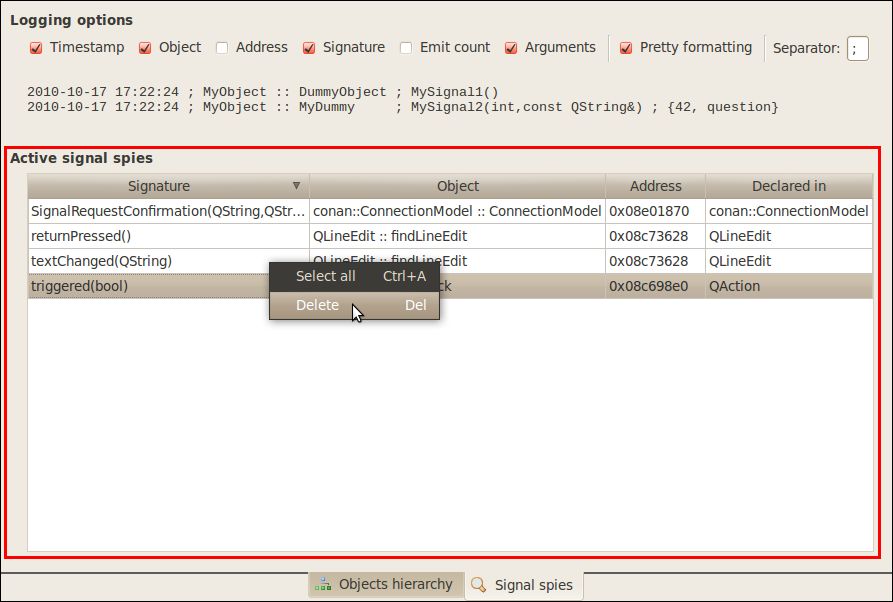 Logging options
Timestamp Object Address Signature Emit count Arguments Pretty formatting Separator: ;
2010-10-17 17:22:24 ; MyObject :: DummyObject ; MySignal1()
2010-10-17 17:22:24 ; MyObject :: MyDummy ; MySignal2(int,const QString&) ; {42, question}
Active signal spies
Signature Object Address Declared in
SignalRequestConfirmation(QString,QStr... conan::ConnectionModel :: ConnectionModel 0x08e01870 conan::ConnectionModel
returnPressed() QLineEdit :: findLineEdit 0x08c73628 QLineEdit
textChanged(QString) QLineEdit :: findLineEdit 0x08c73628 QLineEdit
Select all Ctrl+A
triggered(bool) ck 0x08c698e0 QAction
Delete Del
Objects hierarchy Signal spies